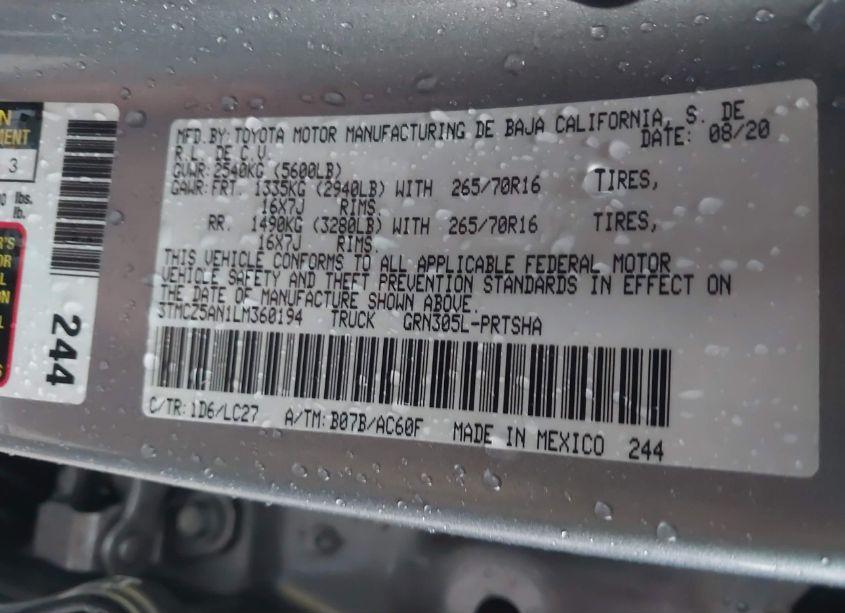 MFD.BY: TOYOTA MOTOR MANUFACTURING DE BAJA CALIFORNIA, S. DE
R.L. DE C.V. DATE: 08/20
GVWR: 2540KG (5600LB)
GAWR: FRT. 1335KG (2940LB) WITH 265/70R16 TIRES,
16X7J RIMS,
RR. 1490KG (3280LB) WITH 265/70R16 TIRES,
16X7J RIMS.
THIS VEHICLE CONFORMS TO ALL APPLICABLE FEDERAL MOTOR
VEHICLE SAFETY AND THEFT PREVENTION STANDARDS IN EFFECT ON
THE DATE OF MANUFACTURE SHOWN ABOVE.
3TMCZ5AN1LM360194 TRUCK GRN305L-PRTSHA
C/TR: 1D6/LC27 A/TM: B07B/AC60F MADE IN MEXICO 244
3
lbs.
lb.
244